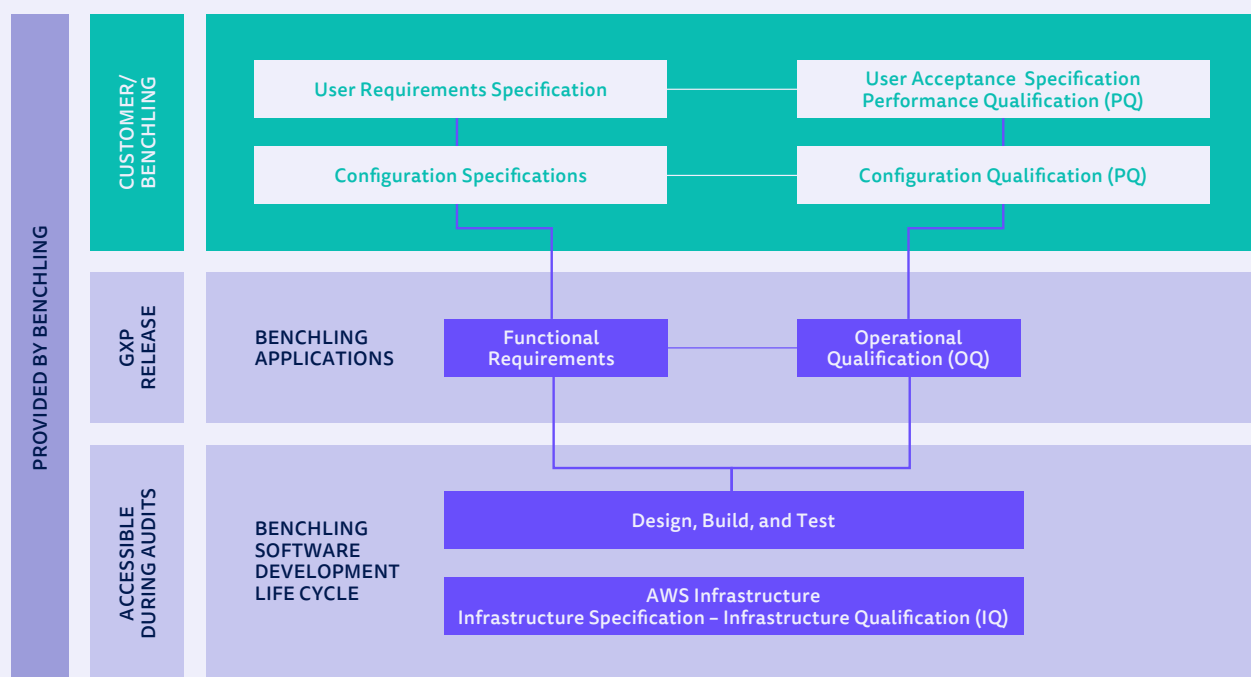 PROVIDED BY BENCHLING
CUSTOMER/
BENCHLING
User Requirements Specification
User Acceptance Specification
Performance Qualification (PQ)
Configuration Specifications
Configuration Qualification (PQ)
GXP
RELEASE
BENCHLING
APPLICATIONS
Functional
Requirements
Operational
Qualification (OQ)
ACCESSIBLE
DURING AUDITS
BENCHLING
SOFTWARE
DEVELOPMENT
LIFE CYCLE
Design, Build, and Test
AWS Infrastructure
Infrastructure Specification – Infrastructure Qualification (IQ)